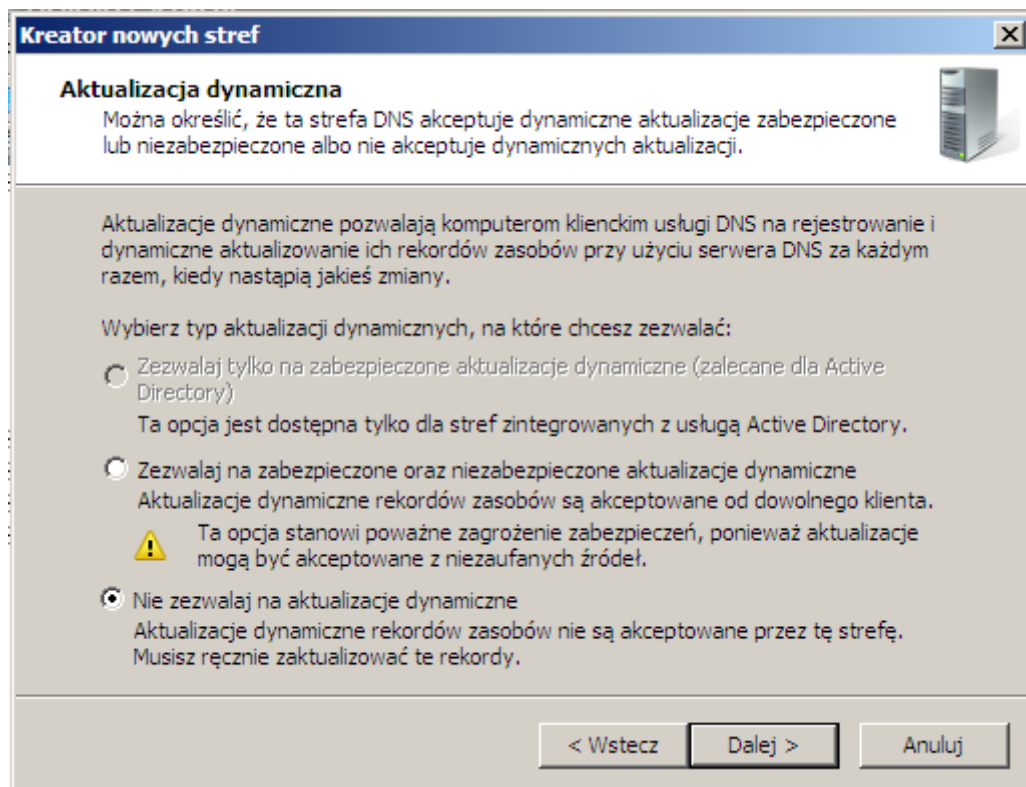 Kreator nowych stref
Aktualizacja dynamiczna
Można określić, że ta strefa DNS akceptuje dynamiczne aktualizacje zabezpieczone
lub niezabezpieczone albo nie akceptuje dynamicznych aktualizacji.
Aktualizacje dynamiczne pozwalają komputerom klienckim usługi DNS na rejestrowanie i
dynamiczne aktualizowanie ich rekordów zasobów przy użyciu serwera DNS za każdym
razem, kiedy nastąpią jakieś zmiany.
Wybierz typ aktualizacji dynamicznych, na które chcesz zezwalać:
Zezwalaj tylko na zabezpieczone aktualizacje dynamiczne (zalecane dla Active
Directory)
Ta opcja jest dostępna tylko dla stref zintegrowanych z usługą Active Directory.
Zezwalaj na zabezpieczone oraz niezabezpieczone aktualizacje dynamiczne
Aktualizacje dynamiczne rekordów zasobów są akceptowane od dowolnego klienta.
Ta opcja stanowi poważne zagrożenie zabezpieczeń, ponieważ aktualizacje
mogą być akceptowane z niezaufanych źródeł.
Nie zezwalaj na aktualizacje dynamiczne
Aktualizacje dynamiczne rekordów zasobów nie są akceptowane przez tę strefę.
Musisz ręcznie zaktualizować te rekordy.
< Wstecz Dalej > Anuluj